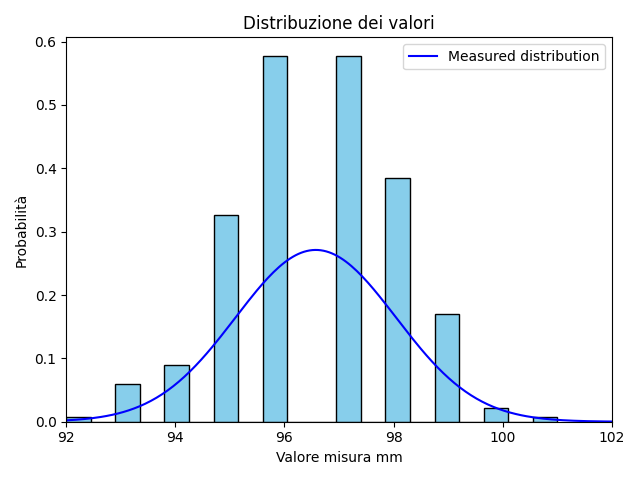 Distribuzione dei valori
Measured distribution
0.6
0.5
0.4
0.3
0.2
0.1
0.0
Probabilità
92 94 96 98 100 102
Valore misura mm